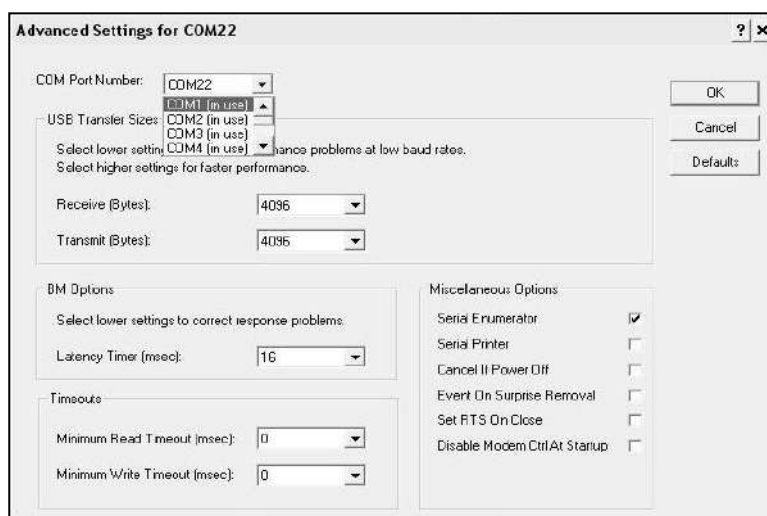 Advanced Settings for COM22
? ×
COM Port Number: COM22
COM1 (in use)
COM2 (in use)
COM3 (in use)
COM4 (in use)
OK
Cancel
Defaults
USB Transfer Sizes
Select lower settin nance problems at low baud rates.
Select higher settings for faster performance.
Receive (Bytes): 4096
Transmit (Bytes): 4096
BM Options
Select lower settings to correct response problems.
Latency Timer (msec): 16
Timeouts
Minimum Read Timeout (msec): 0
Minimum Write Timeout (msec): 0
Miscellaneous Options
Serial Enumerator
Serial Printer
Cancel If Power Off
Event On Surprise Removal
Set RTS On Close
Disable Modem Ctrl At Startup